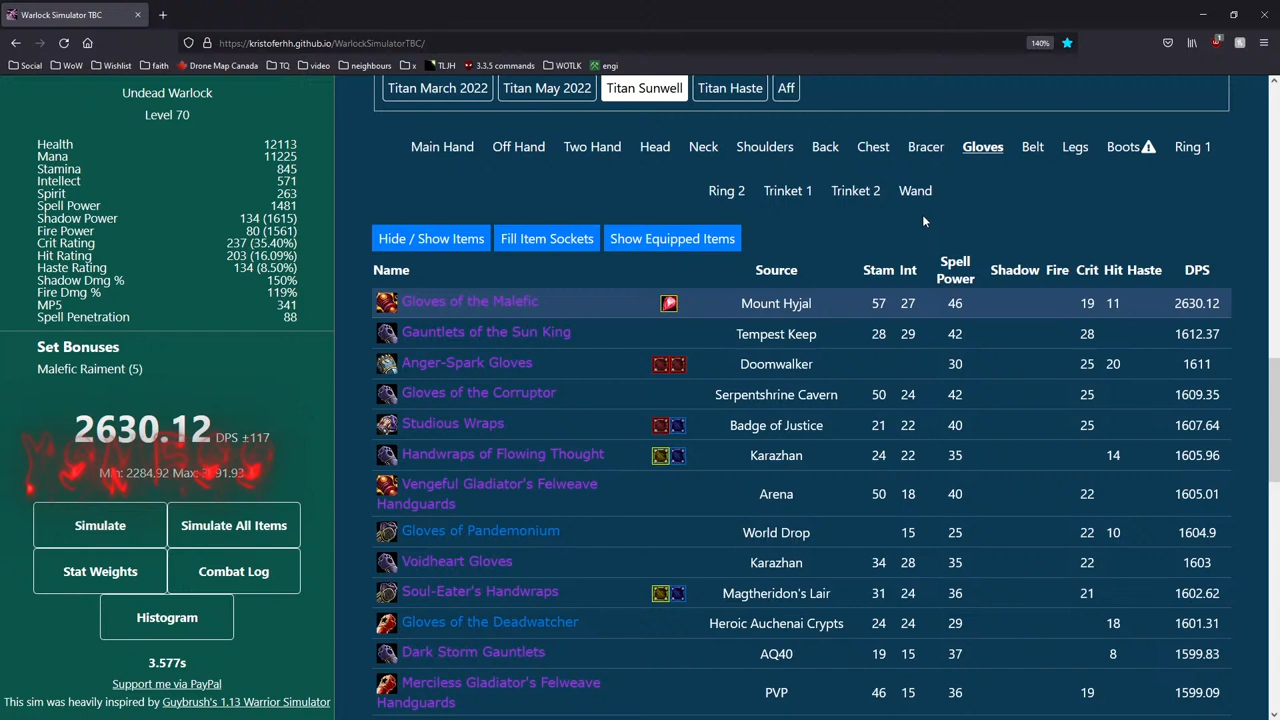 Warlock Simulator TBC
https://kristoferhh.github.io/WarlockSimulatorTBC/
140%
Social WoW Wishlist faith Drone Map Canada TQ video neighbours x TLJH 3.3.5 commands WOTLK engi
Undead Warlock
Level 70
Health 12113
Mana 11225
Stamina 845
Intellect 571
Spirit 263
Spell Power 1481
Shadow Power 134 (1615)
Fire Power 80 (1561)
Crit Rating 237 (35.40%)
Hit Rating 203 (16.09%)
Haste Rating 134 (8.50%)
Shadow Dmg % 150%
Fire Dmg % 119%
MP5 341
Spell Penetration 88
Set Bonuses
Malefic Raiment (5)
2630.12 DPS ±117
Min: 2284.92 Max:
Simulate Simulate All Items
Stat Weights Combat Log
Histogram
3.577s
Support me via PayPal
This sim was heavily inspired by Guybrush's 1.13 Warrior Simulator
Titan March 2022 Titan May 2022 Titan Sunwell Titan Haste Aff
Main Hand Off Hand Two Hand Head Neck Shoulders Back Chest Bracer Gloves Belt Legs Boots Ring 1
Ring 2 Trinket 1 Trinket 2 Wand
Hide / Show Items Fill Item Sockets Show Equipped Items
Name Source Stam Int Spell Power Shadow Fire Crit Hit Haste DPS
Gloves of the Malefic Mount Hyjal 57 27 46 19 11 2630.12
Gauntlets of the Sun King Tempest Keep 28 29 42 28 1612.37
Anger-Spark Gloves Doomwalker 30 25 20 1611
Gloves of the Corruptor Serpentshrine Cavern 50 24 42 25 1609.35
Studious Wraps Badge of Justice 21 22 40 25 1607.64
Handwraps of Flowing Thought Karazhan 24 22 35 14 1605.96
Vengeful Gladiator's Felweave Handguards Arena 50 18 40 22 1605.01
Gloves of Pandemonium World Drop 15 25 22 10 1604.9
Voidheart Gloves Karazhan 34 28 35 22 1603
Soul-Eater's Handwraps Magtheridon's Lair 31 24 36 21 1602.62
Gloves of the Deadwatcher Heroic Auchenai Crypts 24 24 29 18 1601.31
Dark Storm Gauntlets AQ40 19 15 37 8 1599.83
Merciless Gladiator's Felweave Handguards PVP 46 15 36 19 1599.09